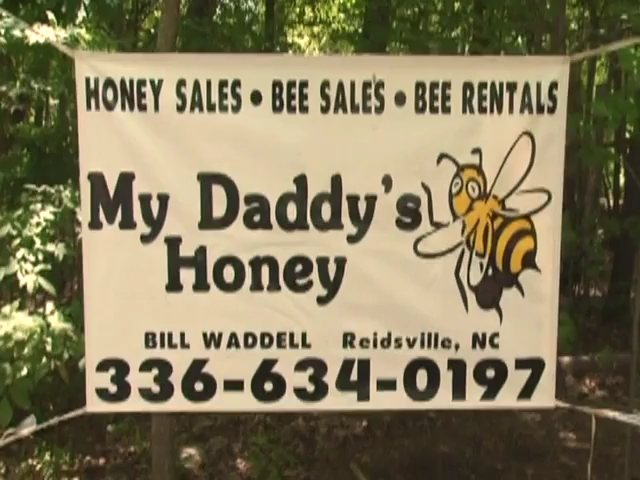 HONEY SALES • BEE SALES • BEE RENTALS
My Daddy's
Honey
BILL WADDELL Reidsville, NC
336-634-0197